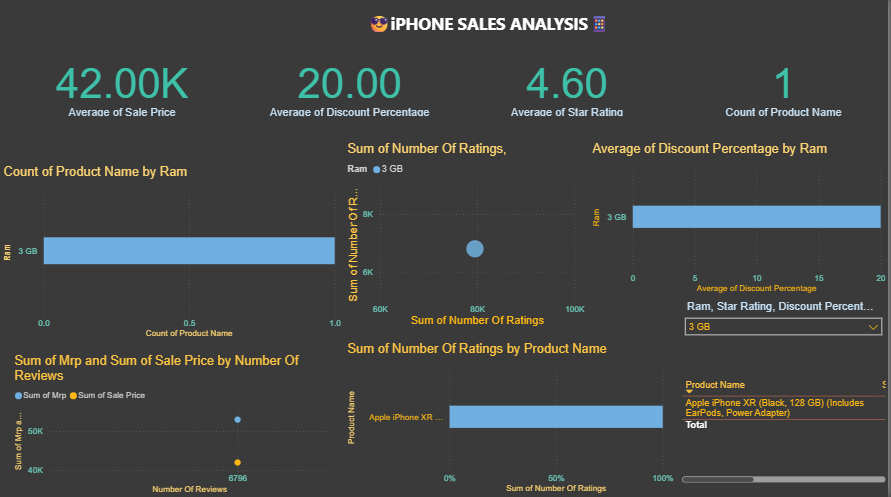 iPHONE SALES ANALYSIS
42.00K
Average of Sale Price
20.00
Average of Discount Percentage
4.60
Average of Star Rating
1
Count of Product Name
Count of Product Name by Ram
Ram
3 GB
0.0
0.5
1.0
Count of Product Name
Sum of Number Of Ratings,
Ram
3 GB
Sum of Number Of R...
8K
6K
60K
80K
100K
Sum of Number Of Ratings
Average of Discount Percentage by Ram
Ram
3 GB
0
5
10
15
20
Average of Discount Percentage
Ram, Star Rating, Discount Percent...
3 GB
Sum of Mrp and Sum of Sale Price by Number Of
Reviews
Sum of Mrp
Sum of Sale Price
Sum of Mrp a...
50K
40K
6796
Number Of Reviews
Sum of Number Of Ratings by Product Name
Product Name
Apple iPhone XR ...
0%
50%
100%
Sum of Number Of Ratings
Product Name
S
Apple iPhone XR (Black, 128 GB) (Includes
EarPods, Power Adapter)
Total